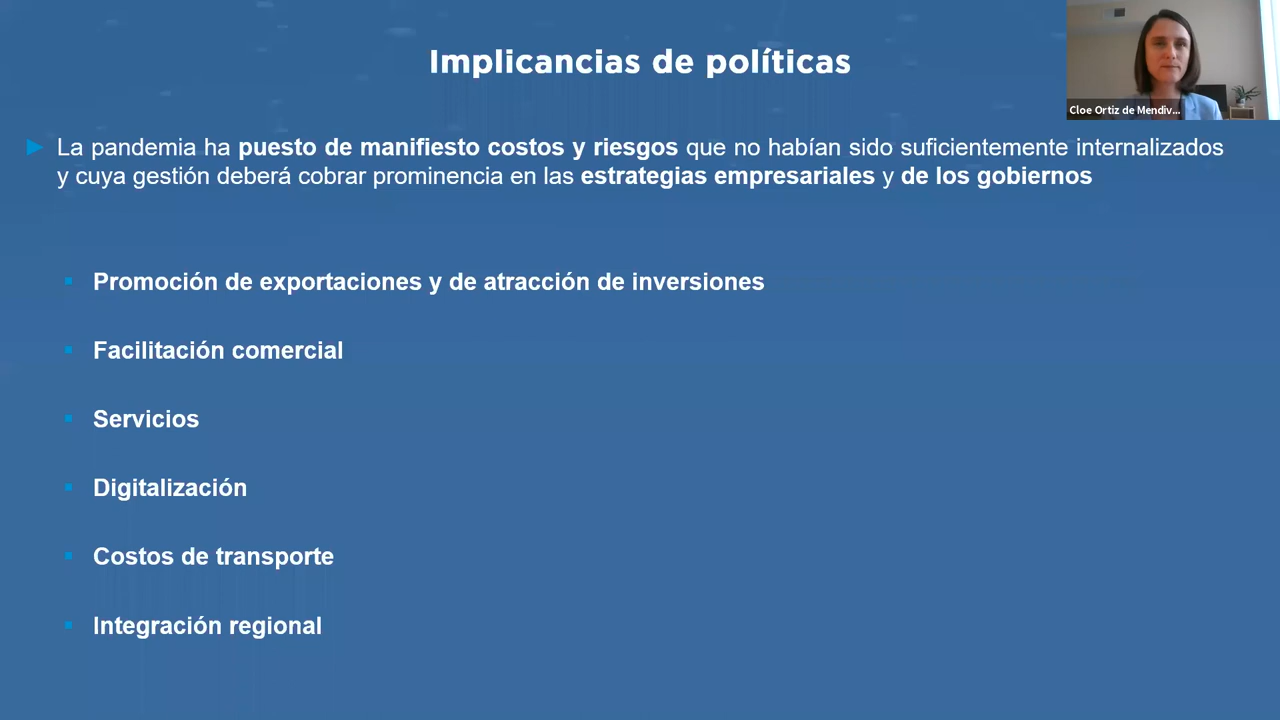 Implicancias de políticas
Cloe Ortiz de Mendiv...
► La pandemia ha puesto de manifiesto costos y riesgos que no habían sido suficientemente internalizados
y cuya gestión deberá cobrar prominencia en las estrategias empresariales y de los gobiernos
▪ Promoción de exportaciones y de atracción de inversiones
▪ Facilitación comercial
▪ Servicios
▪ Digitalización
▪ Costos de transporte
▪ Integración regional